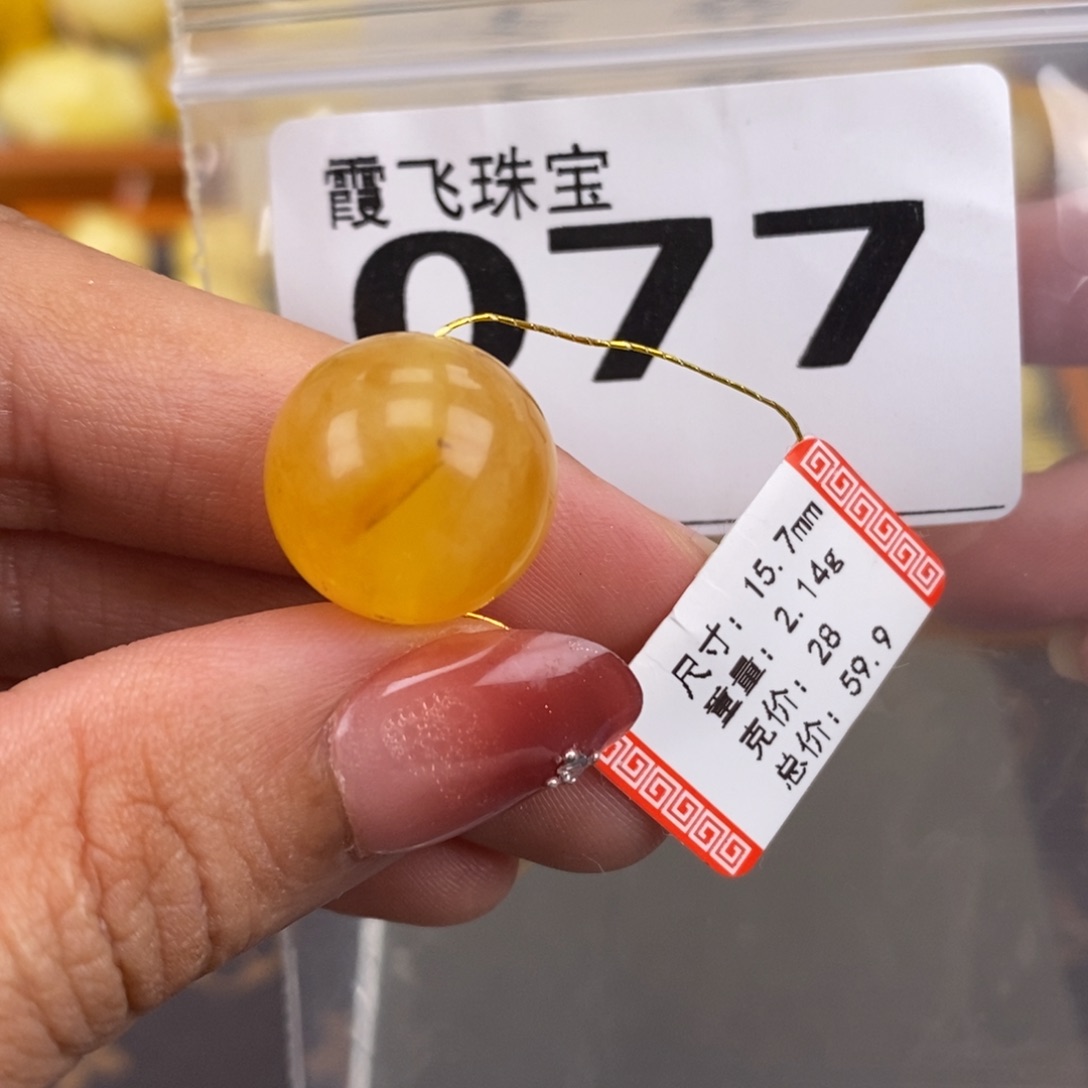 霞飞珠宝
077
尺寸：15.7mm
重量：2.14g
克价：28
总价：59.9